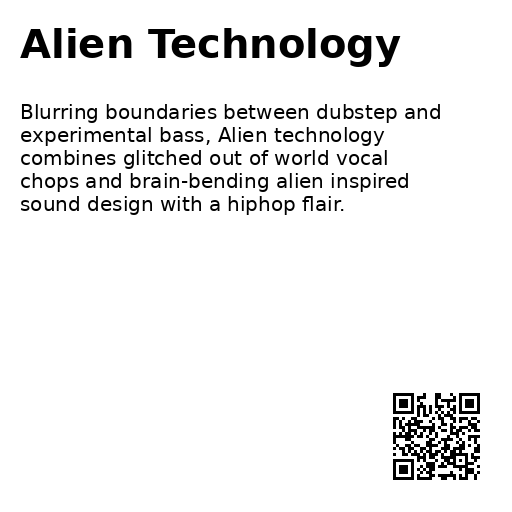 Alien Technology
Blurring boundaries between dubstep and
experimental bass, Alien technology
combines glitched out of world vocal
chops and brain-bending alien inspired
sound design with a hiphop flair.